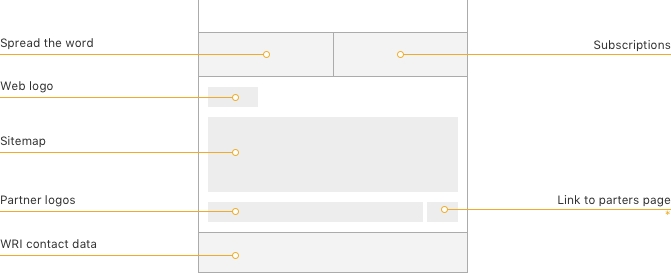 Spread the word
Subscriptions
Web logo
Sitemap
Partner logos
Link to parters page
*
WRI contact data